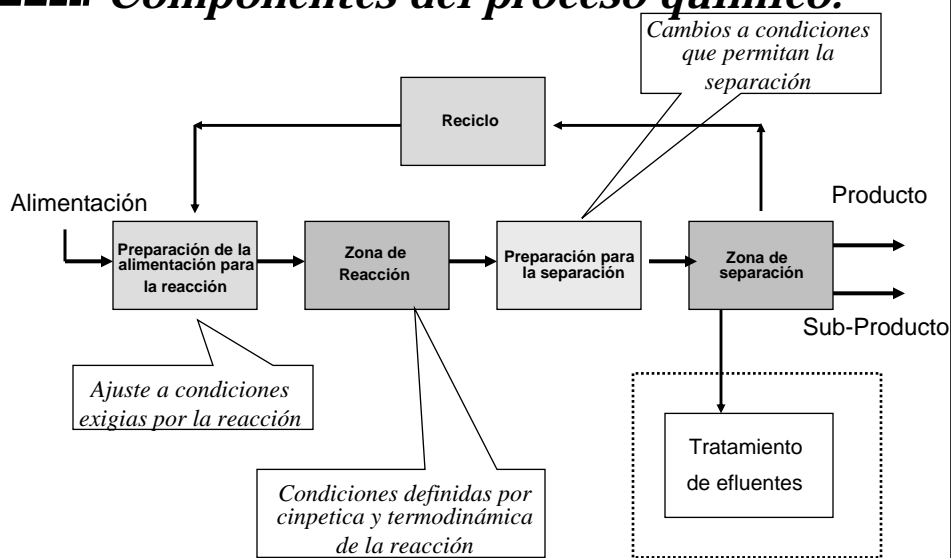 Componentes del proceso químico.
Cambios a condiciones
que permitan la
separación
Reciclo
Alimentación
Producto
Preparación de la
alimentación para
la reacción
Zona de
Reacción
Preparación para
la separación
Zona de
separación
Sub-Producto
Ajuste a condiciones
exigias por la reacción
Tratamiento
de efluentes
Condiciones definidas por
cinpetica y termodinámica
de la reacción